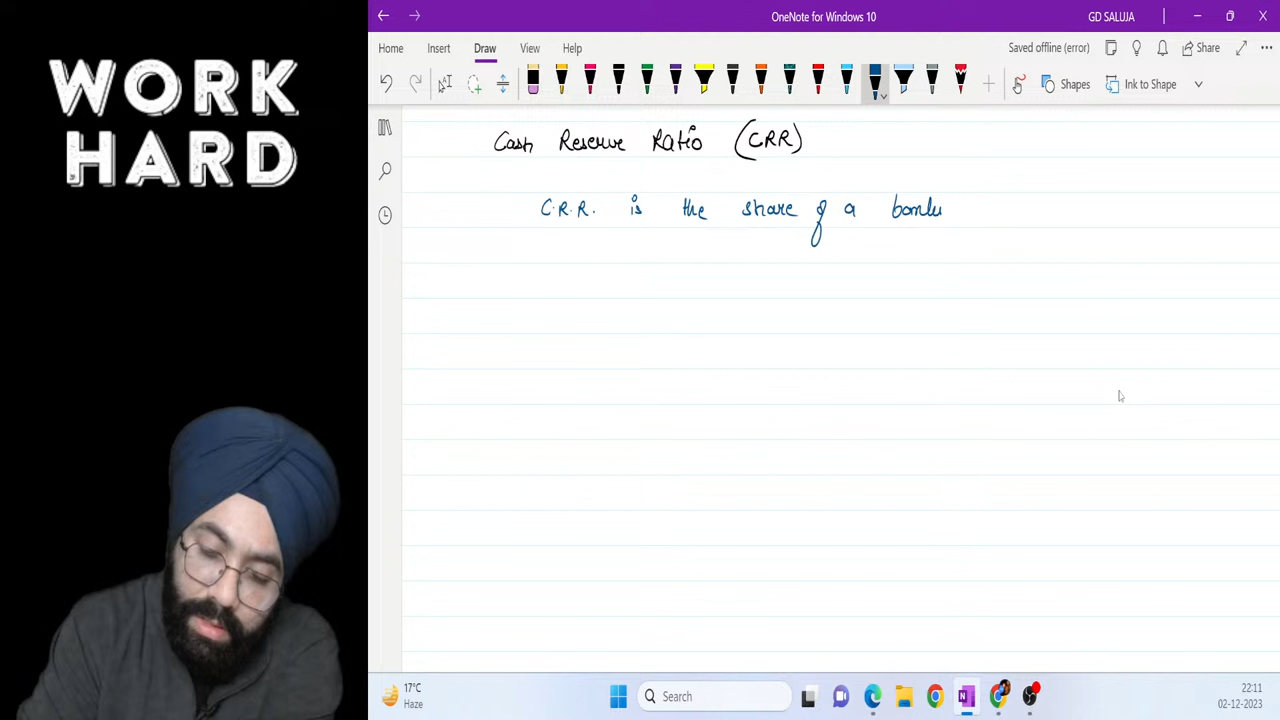 WORK
HARD
OneNote for Windows 10
GD SALUJA
Home Insert Draw View Help
Saved offline (error)
Share
Shapes
Ink to Shape
Cash Reserve Ratio (CRR)
C.R.R. is the share of a bank
17°C
Haze
Search
22:11
02-12-2023